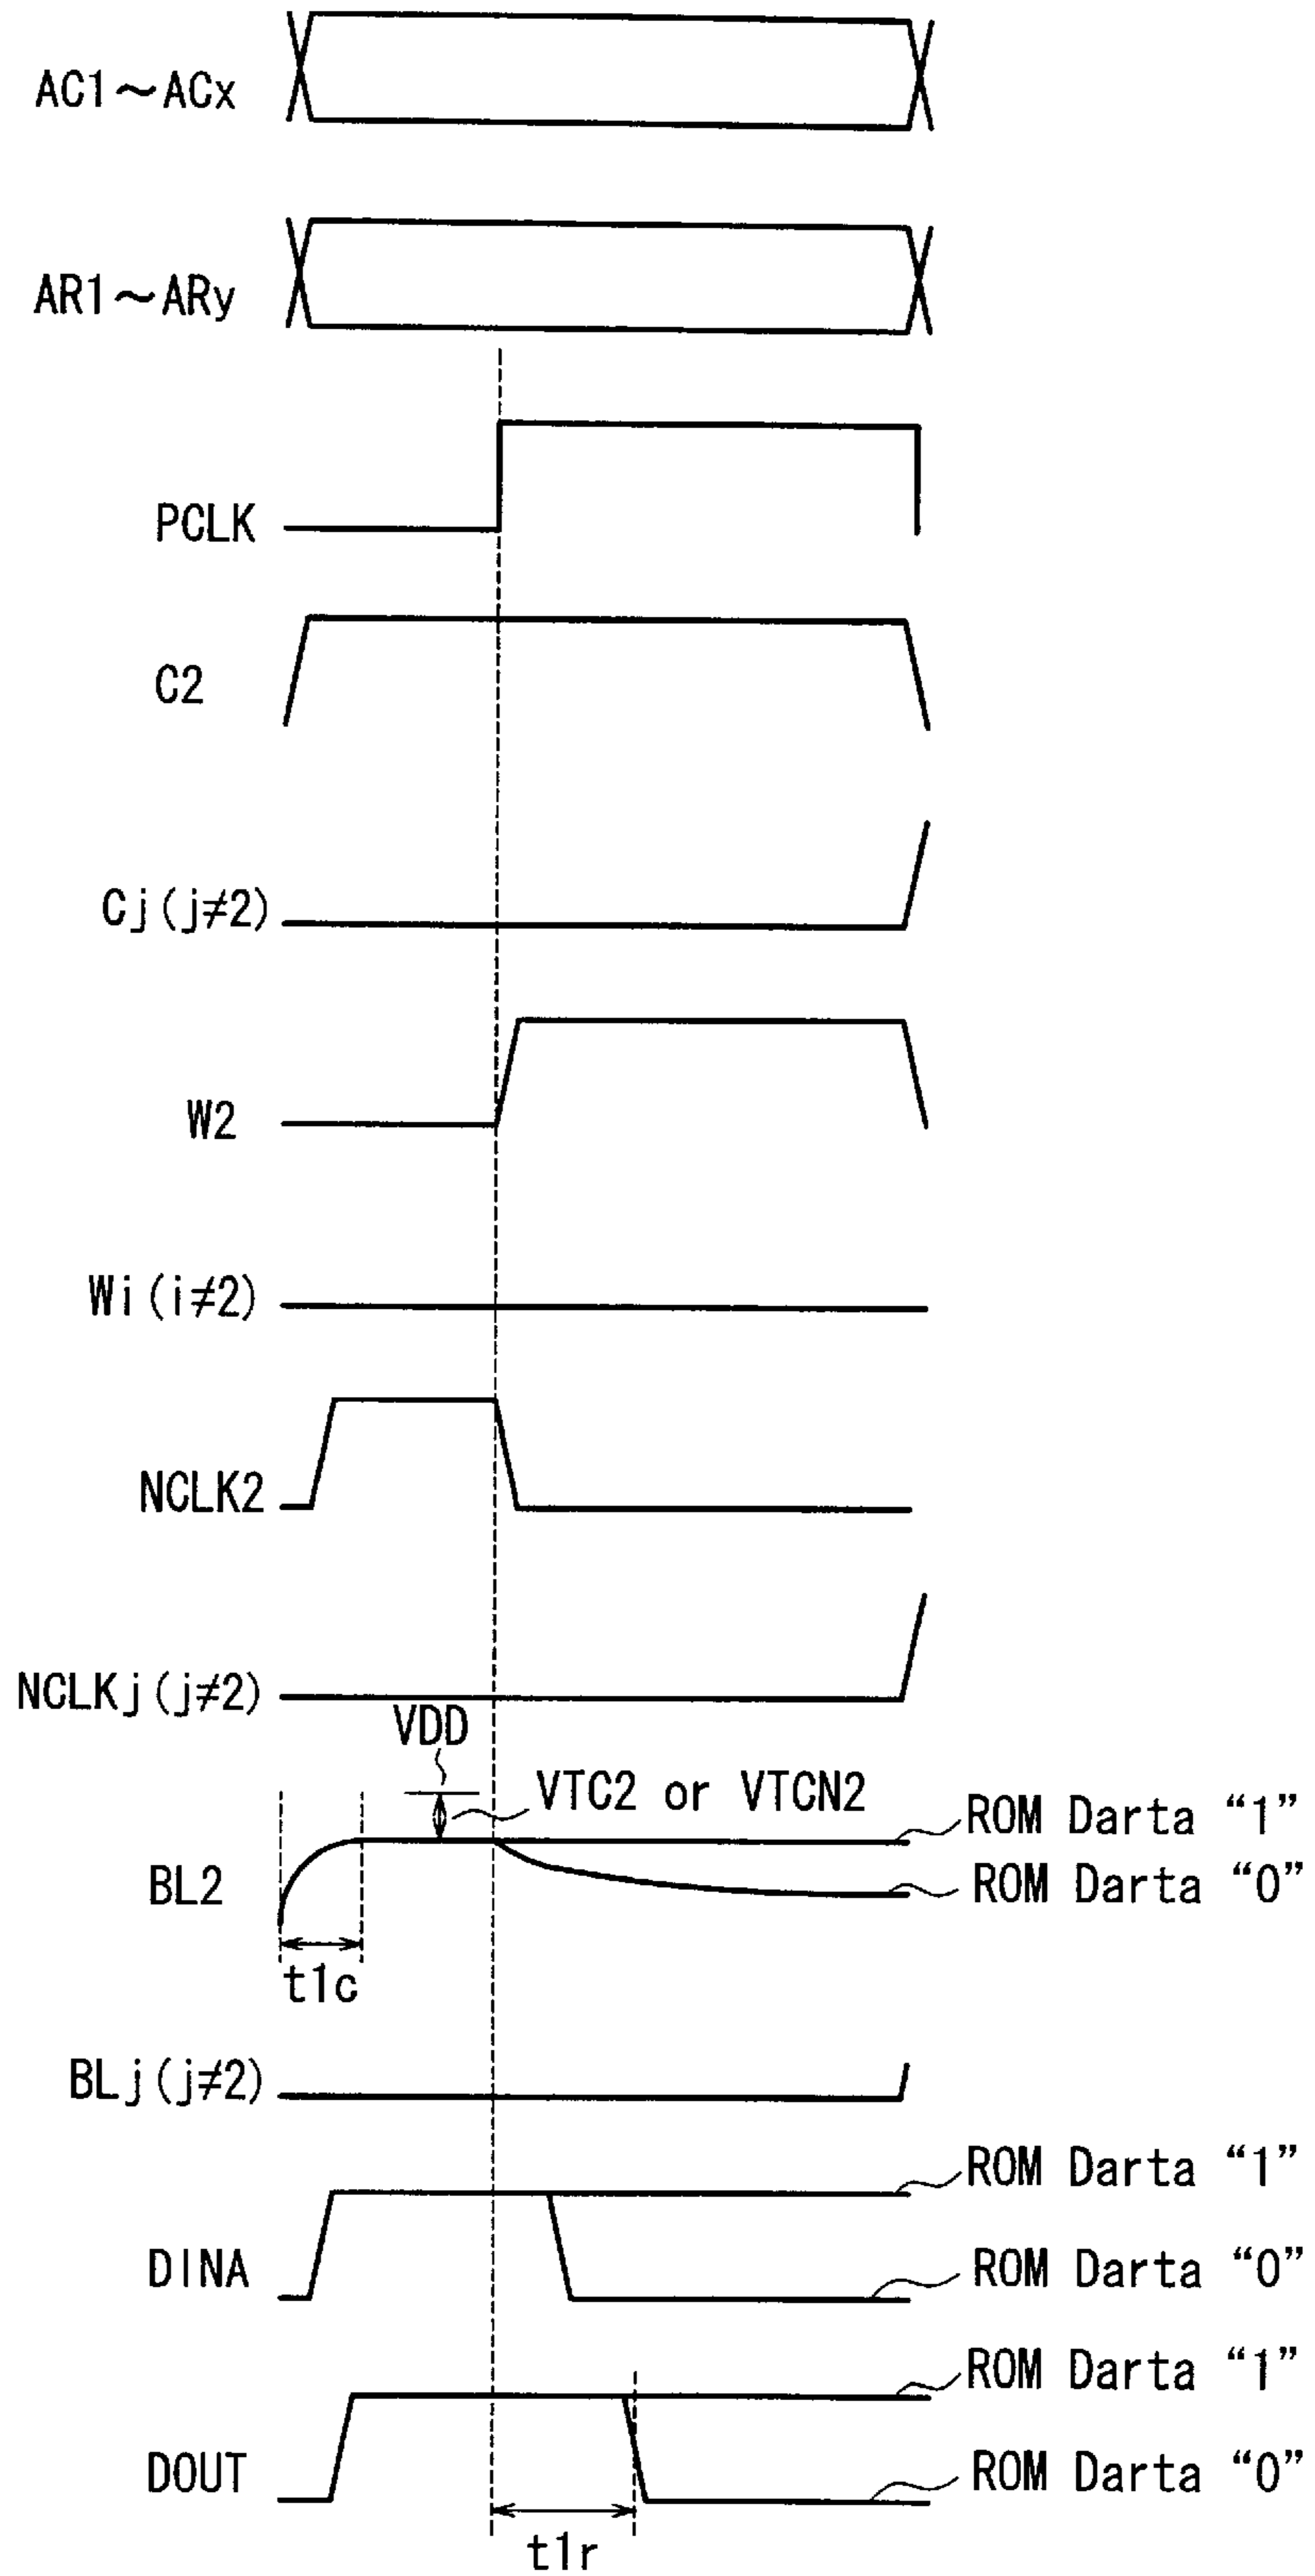 AC1～ACx
AR1～ARy
PCLK
C2
Cj(j≠2)
W2
Wi(i≠2)
NCLK2
NCLKj(j≠2)
VDD
VTC2 or VTCN2
ROM Darta “1”
BL2
ROM Darta “0”
t1c
BLj(j≠2)
ROM Darta “1”
DINA
ROM Darta “0”
ROM Darta “1”
DOUT
ROM Darta “0”
t1r